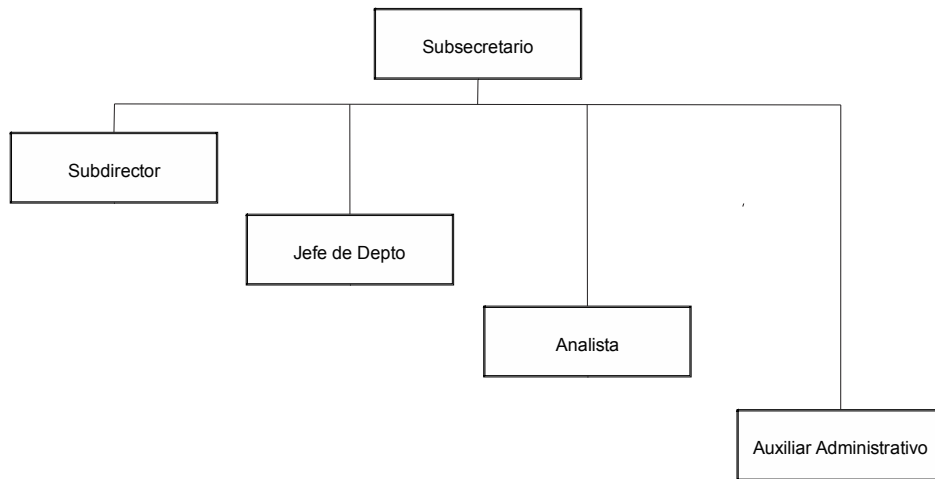 Subsecretario
Subdirector
Jefe de Depto
Analista
Auxiliar Administrativo